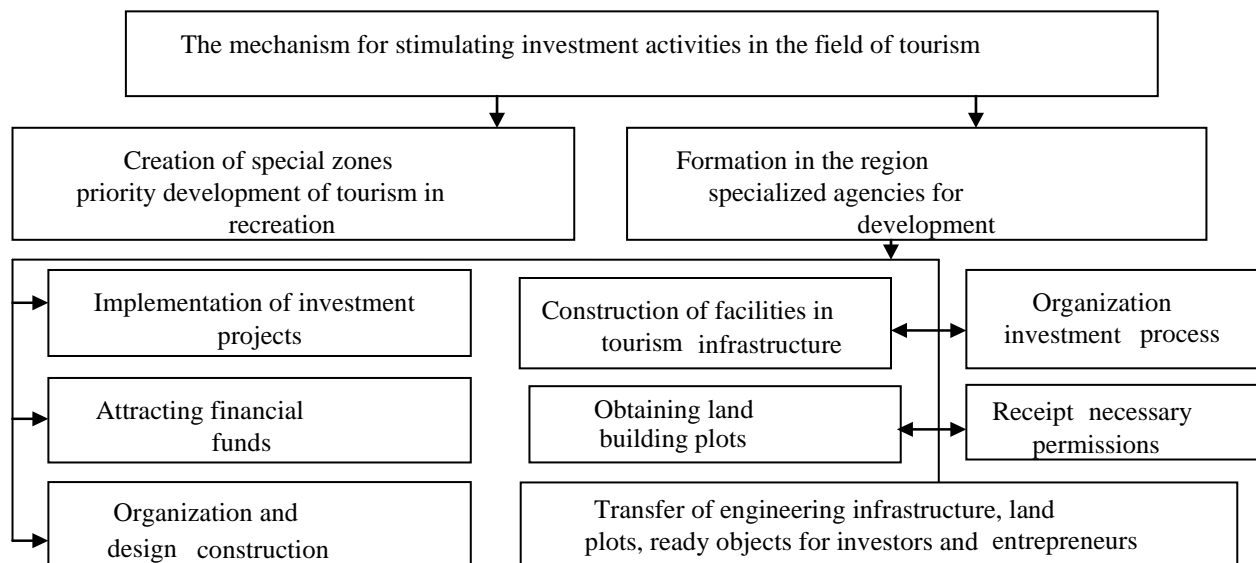 The mechanism for stimulating investment activities in the field of tourism
Creation of special zones
priority development of tourism in
recreation
Formation in the region
specialized agencies for
development
Implementation of investment
projects
Construction of facilities in
tourism infrastructure
Organization
investment process
Attracting financial
funds
Obtaining land
building plots
Receipt necessary
permissions
Organization and
design construction
Transfer of engineering infrastructure, land
plots, ready objects for investors and entrepreneurs